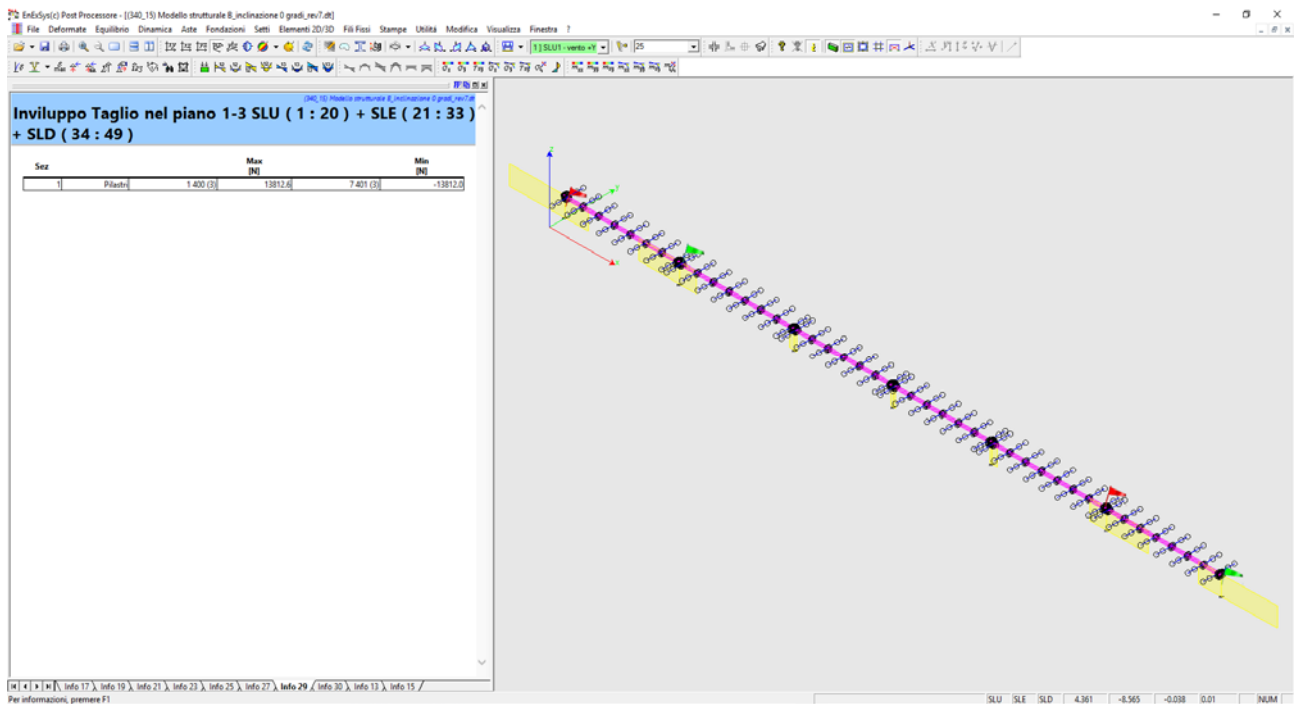 EnExSys(c) Post Processore - [(340_15) Modello strutturale B_inclinazione 0 gradi_rev7.dt]
File Deformate Equilibrio Dinamica Aste Fondazioni Setti Elementi 2D/3D Fili Fissi Stampe Utilità Modifica Visualizza Finestra ?
1] SLU1 - vento +Y 25
(340_15) Modello strutturale B_inclinazione 0 gradi_rev7.dt
Inviluppo Taglio nel piano 1-3 SLU ( 1 : 20 ) + SLE ( 21 : 33 )
+ SLD ( 34 : 49 )
Sez Max Min
[N] [N]
1 Pilastri 1 400 (3) 13812.6 7 401 (3) -13812.0
z
y
x
Info 17 Info 19 Info 21 Info 23 Info 25 Info 27 Info 29 Info 30 Info 13 Info 15
Per informazioni, premere F1 SLU SLE SLD 4.361 -8.565 -0.038 0.01 NUM